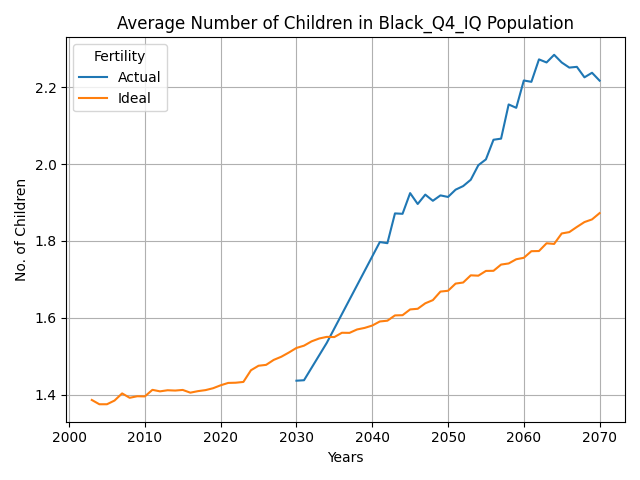 Average Number of Children in Black_Q4_IQ Population
Fertility
Actual
Ideal
No. of Children
2.2
2.0
1.8
1.6
1.4
2000 2010 2020 2030 2040 2050 2060 2070
Years